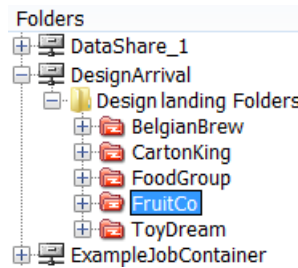 Folders
DataShare_1
DesignArrival
Design landing Folders
BelgianBrew
CartonKing
FoodGroup
FruitCo
ToyDream
ExampleJobContainer